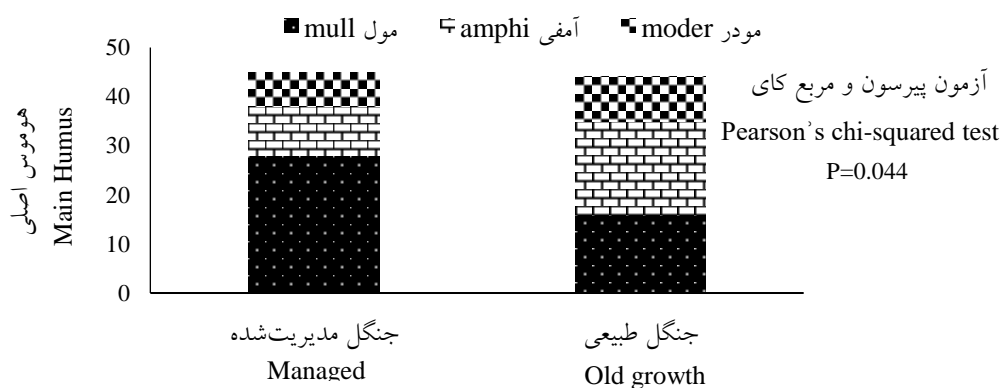 mull مول amphi آمفی moder مودر
50
40
30
20
10
0
هوموس اصلی
Main Humus
آزمون پیرسون و مربع کای
Pearson's chi-squared test
P=0.044
جنگل مدیریت‌شده
Managed
جنگل طبیعی
Old growth